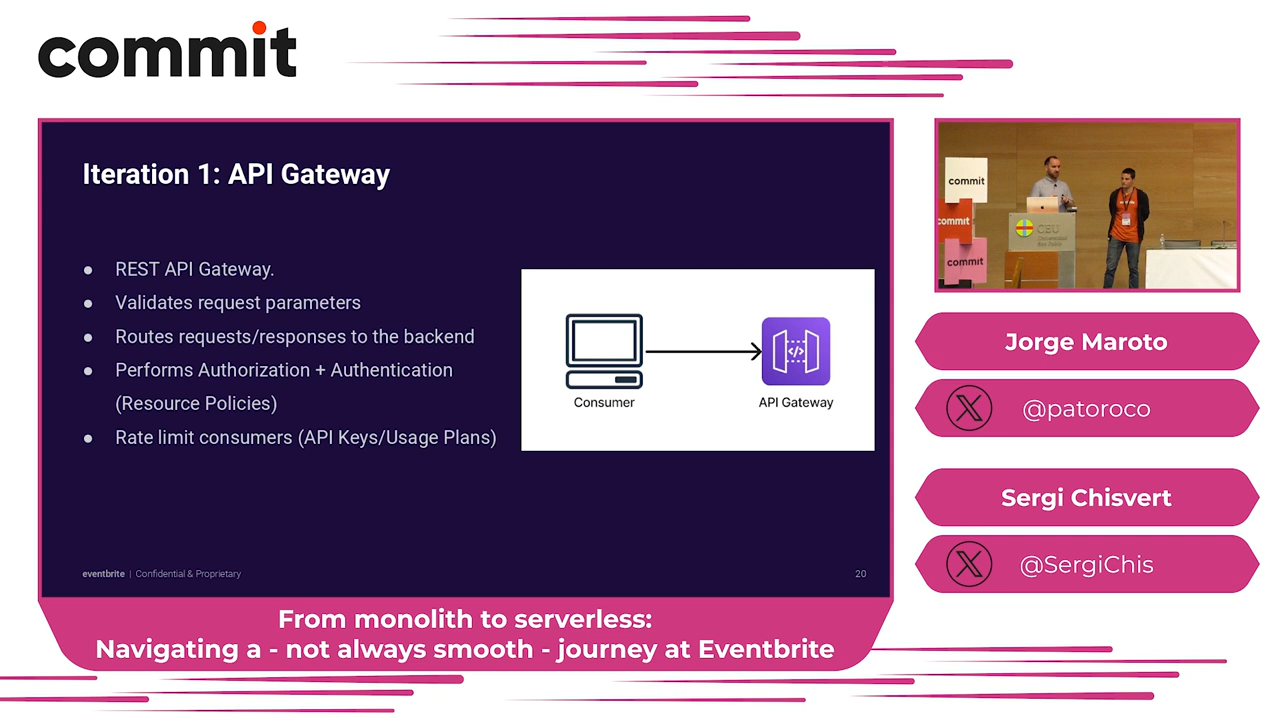 commit
Iteration 1: API Gateway
● REST API Gateway.
● Validates request parameters
● Routes requests/responses to the backend
● Performs Authorization + Authentication
(Resource Policies)
● Rate limit consumers (API Keys/Usage Plans)
Consumer
API Gateway
eventbrite | Confidential & Proprietary
20
From monolith to serverless:
Navigating a - not always smooth - journey at Eventbrite
commit
commit
commit
CEU
Jorge Maroto
@patoroco
Sergi Chisvert
@SergiChis